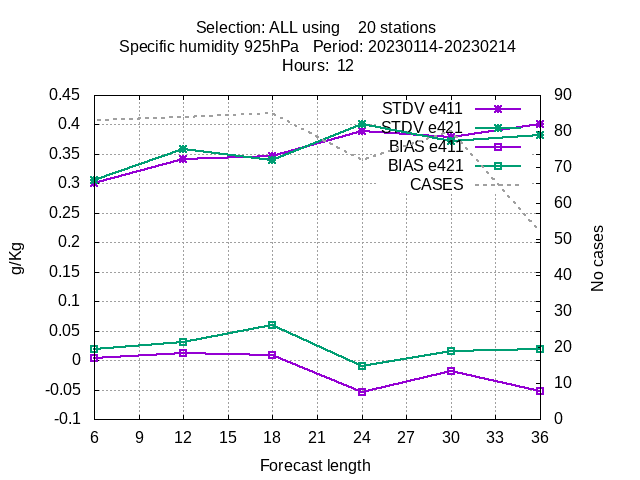 Selection: ALL using    20 stations
Specific humidity 925hPa   Period: 20230114-20230214
Hours:  12
0.45
0.4
0.35
0.3
0.25
0.2
0.15
0.1
0.05
0
-0.05
-0.1
g/Kg
STDV e411
STDV e421
BIAS e411
BIAS e421
CASES
90
80
70
60
50
40
30
20
10
0
No cases
6 9 12 15 18 21 24 27 30 33 36
Forecast length